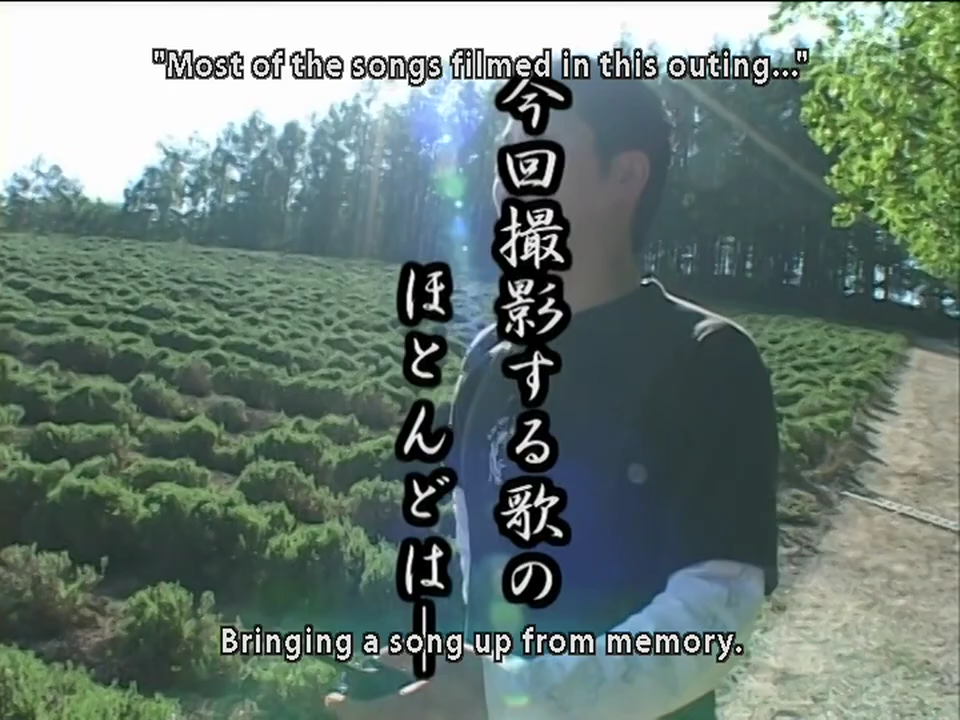 "Most of the songs filmed in this outing..."
今回撮影する歌の
ほとんどは―
Bringing a song up from memory.